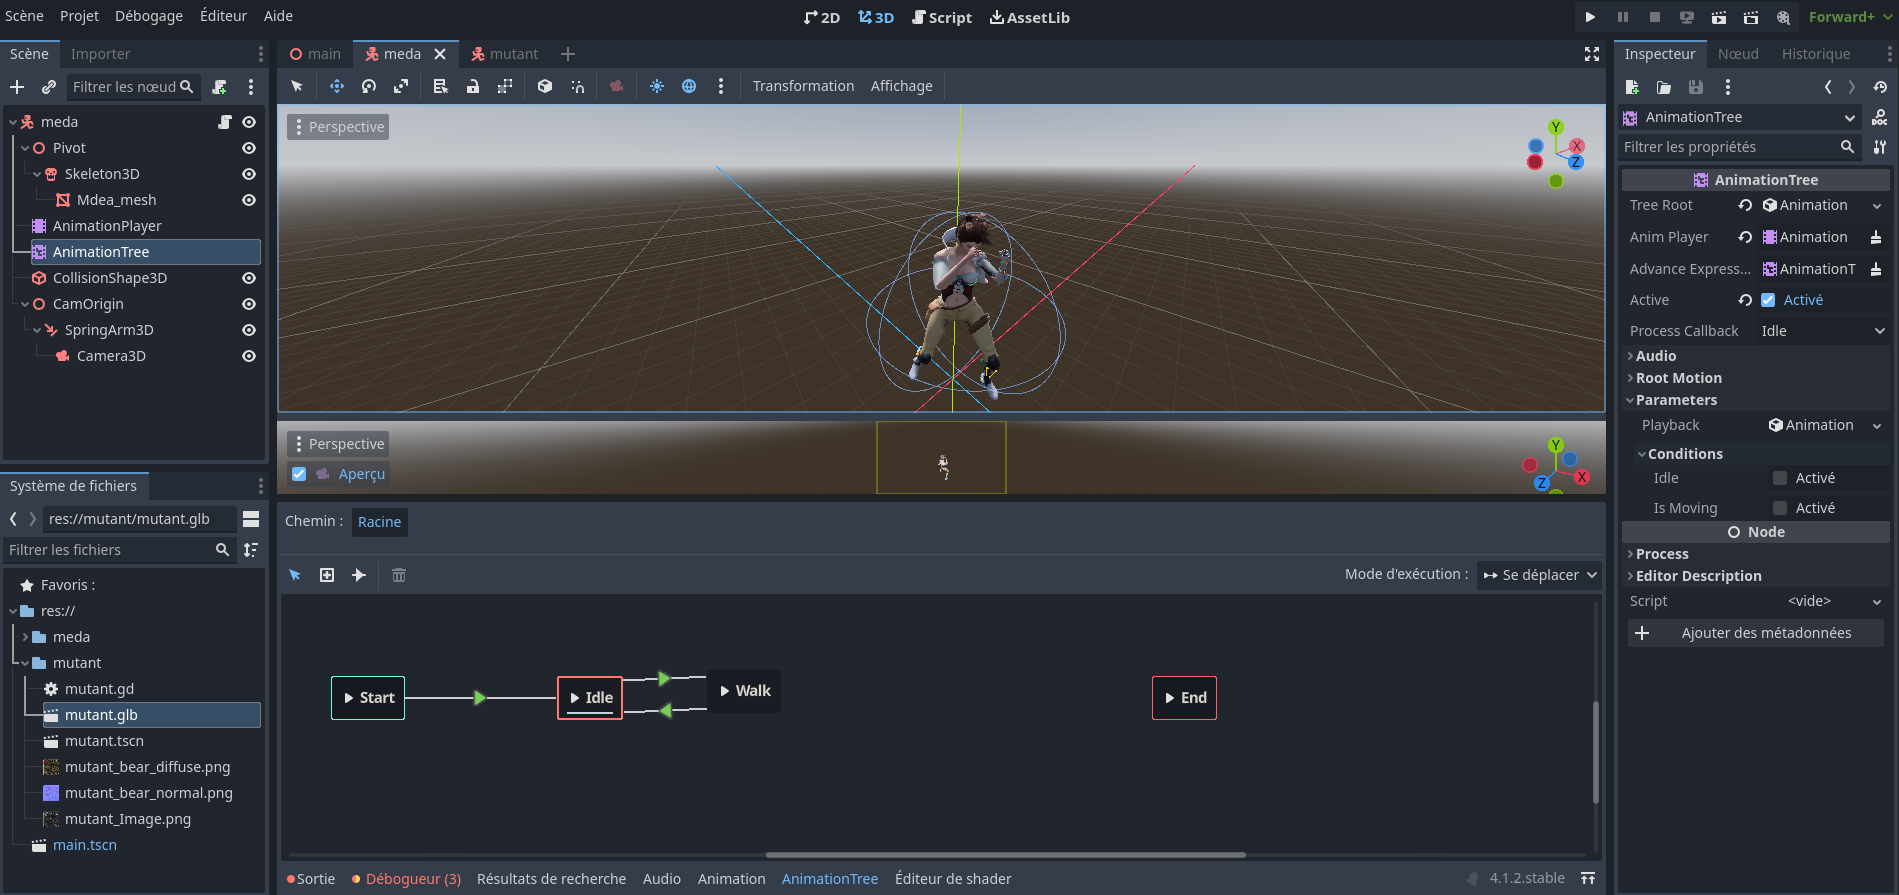 Scène Projet Débogage Éditeur Aide
2D 3D Script AssetLib
Forward+
Scène Importer
Filtrer les nœud
meda
Pivot
Skeleton3D
Mdea_mesh
AnimationPlayer
AnimationTree
CollisionShape3D
CamOrigin
SpringArm3D
Camera3D
Système de fichiers
res://mutant/mutant.glb
Filtrer les fichiers
Favoris :
res://
meda
mutant
mutant.gd
mutant.glb
mutant.tscn
mutant_bear_diffuse.png
mutant_bear_normal.png
mutant_Image.png
main.tscn
main meda mutant
Transformation Affichage
Perspective
Y
X
Z
Perspective
Aperçu
Y
X
Z
Chemin : Racine
Mode d'exécution : Se déplacer
Start Idle Walk End
Sortie Débogueur (3) Résultats de recherche Audio Animation AnimationTree Éditeur de shader 4.1.2.stable
Inspecteur Nœud Historique
AnimationTree
DOC
Filtrer les propriétés
AnimationTree
Tree Root Animation
Anim Player Animation
Advance Express... AnimationT
Active Activé
Process Callback Idle
Audio
Root Motion
Parameters
Playback Animation
Conditions
Idle Activé
Is Moving Activé
Node
Process
Editor Description
Script <vide>
Ajouter des métadonnées